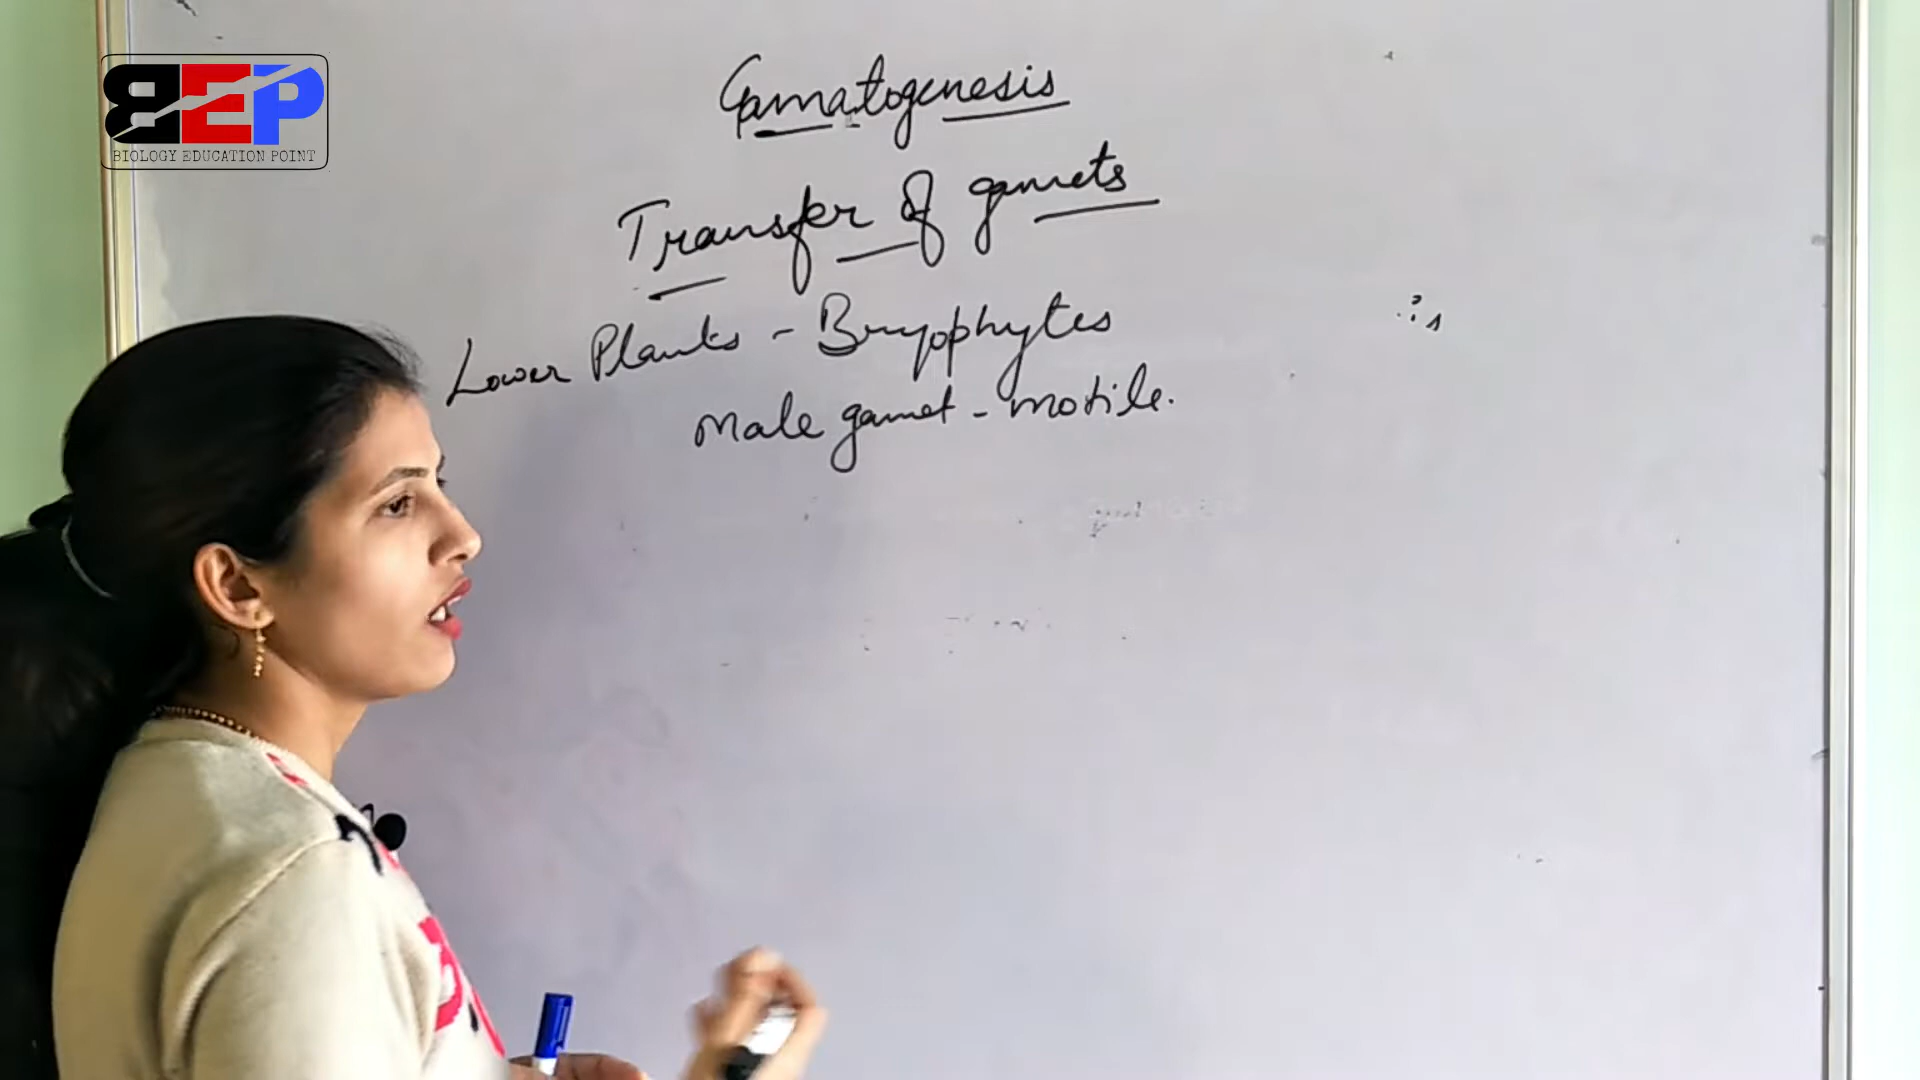 BEP
BIOLOGY EDUCATION POINT
Gamatogenesis
Transfer of gamets
Lower Plants - Bryophytes
Male gamet - motile.